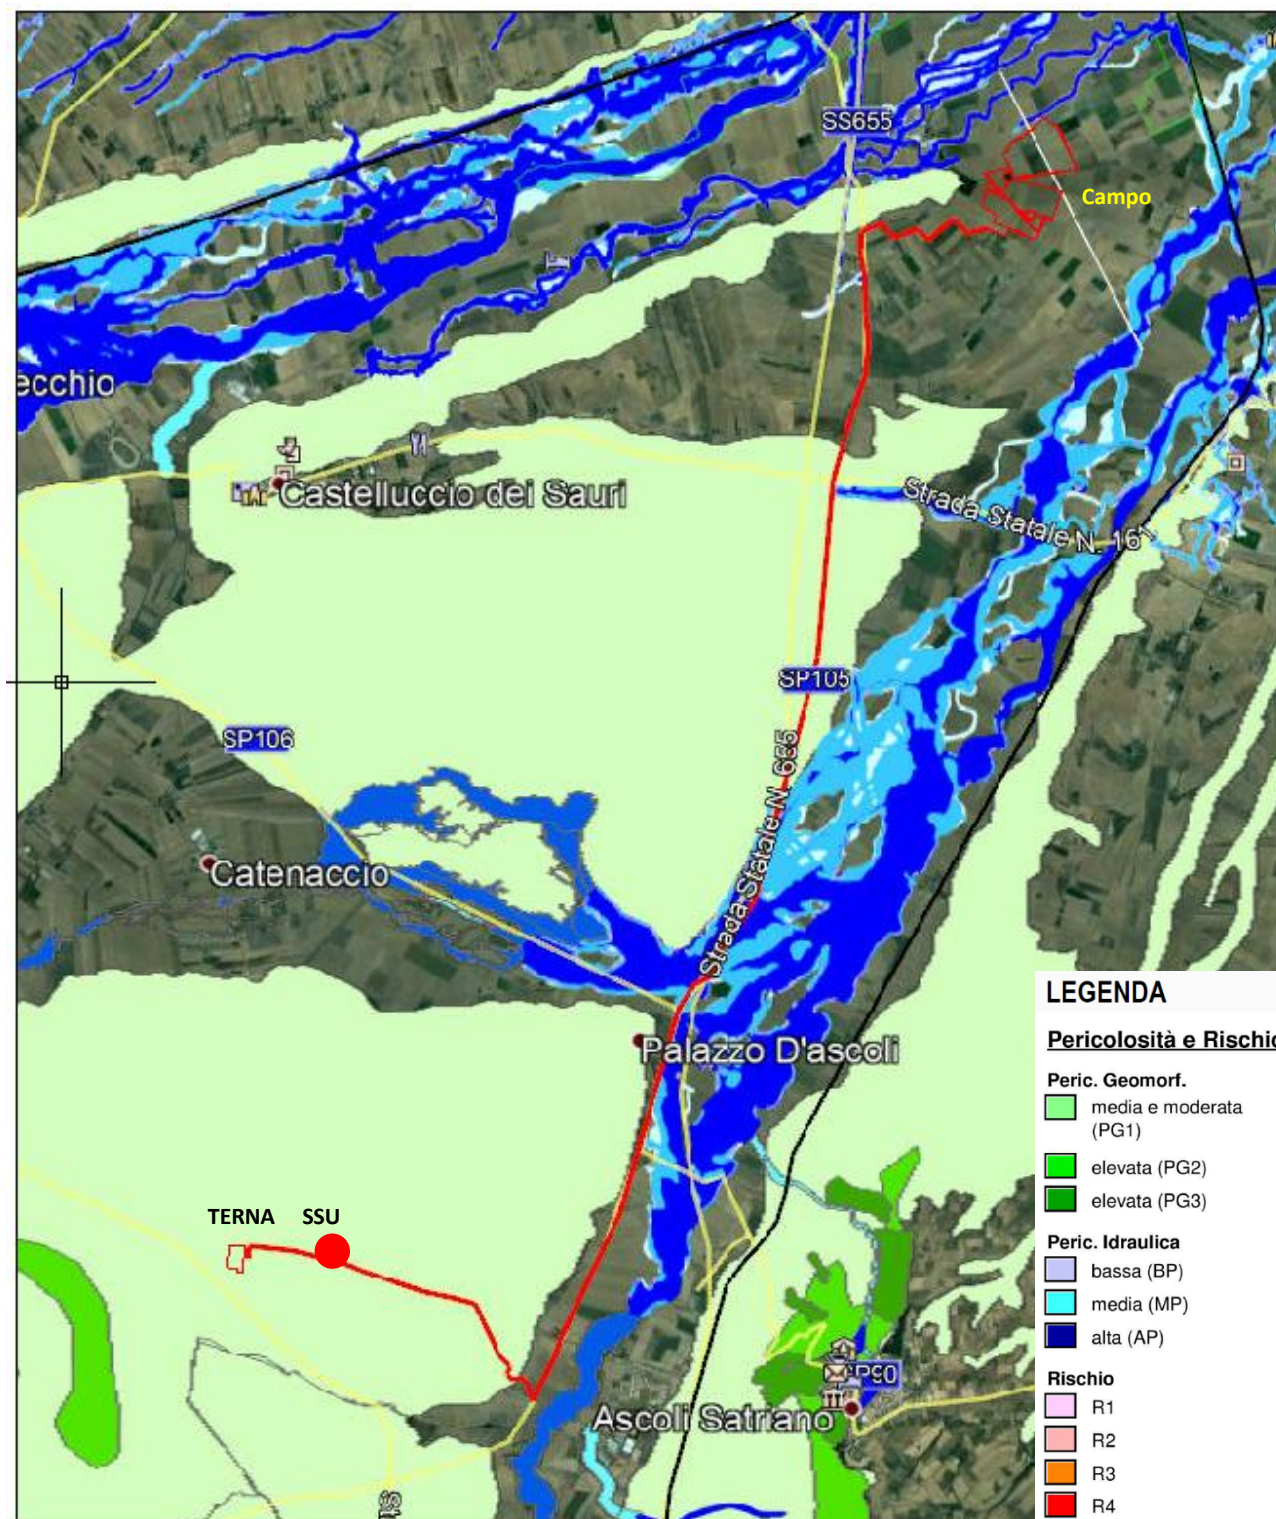 SS655
Campo
ecchio
Castelluccio dei Sauri
Strada Statale N. 161
SP105
SP106
Strada Statale N. 655
Catenaccio
Palazzo D'ascoli
TERNA SSU
Ascoli Satriano
LEGENDA
Pericolosità e Rischio
Peric. Geomorf.
media e moderata
(PG1)
elevata (PG2)
elevata (PG3)
Peric. Idraulica
bassa (BP)
media (MP)
alta (AP)
Rischio
R1
R2
R3
R4